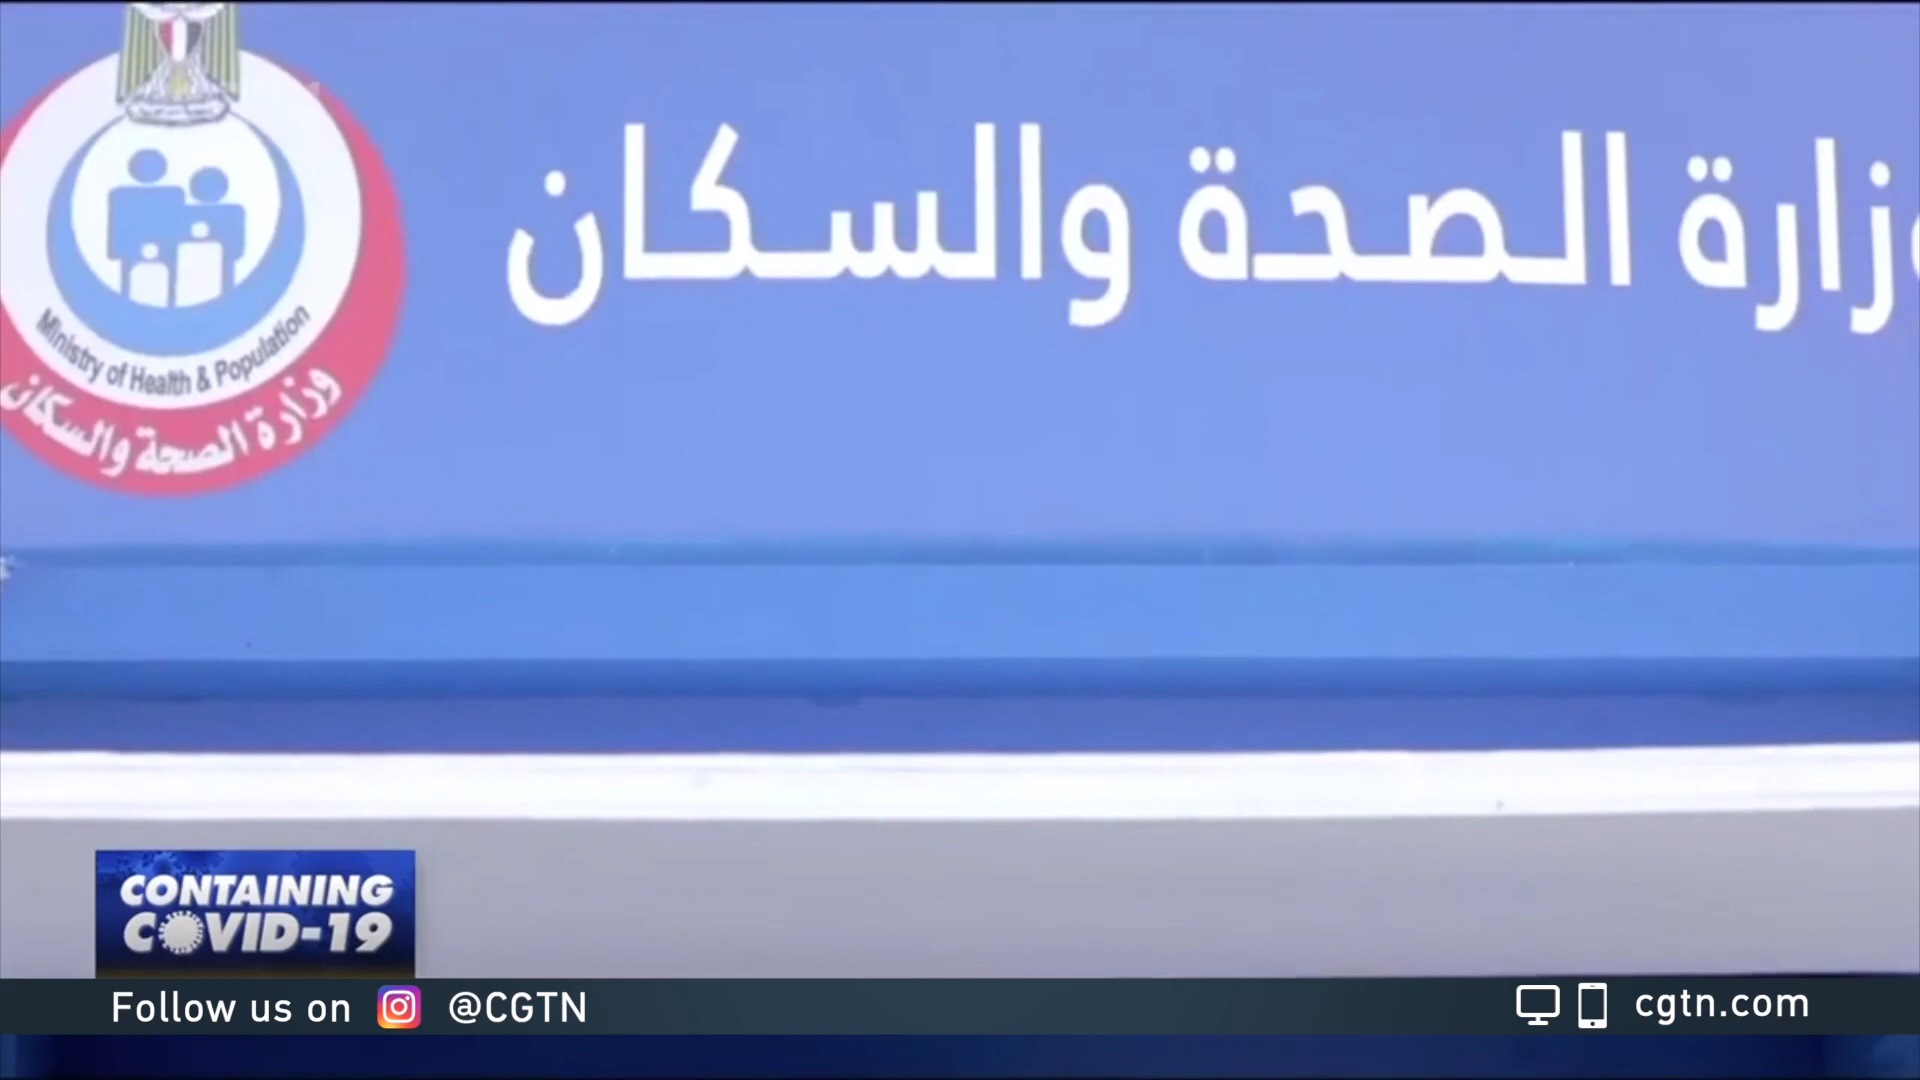 وزارة الصحة والسكان
Ministry of Health & Population
وزارة الصحة والسكان
CONTAINING
COVID-19
Follow us on @CGTN
cgtn.com